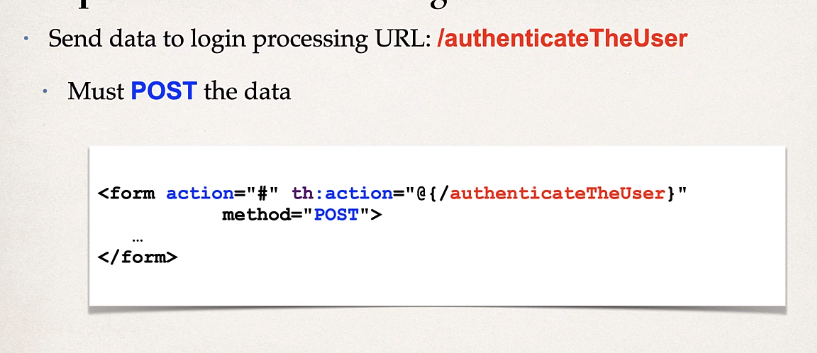 Send data to login processing URL: /authenticateTheUser
Must POST the data
<form action="#" th:action="@{/authenticateTheUser}"
method="POST">
…
</form>